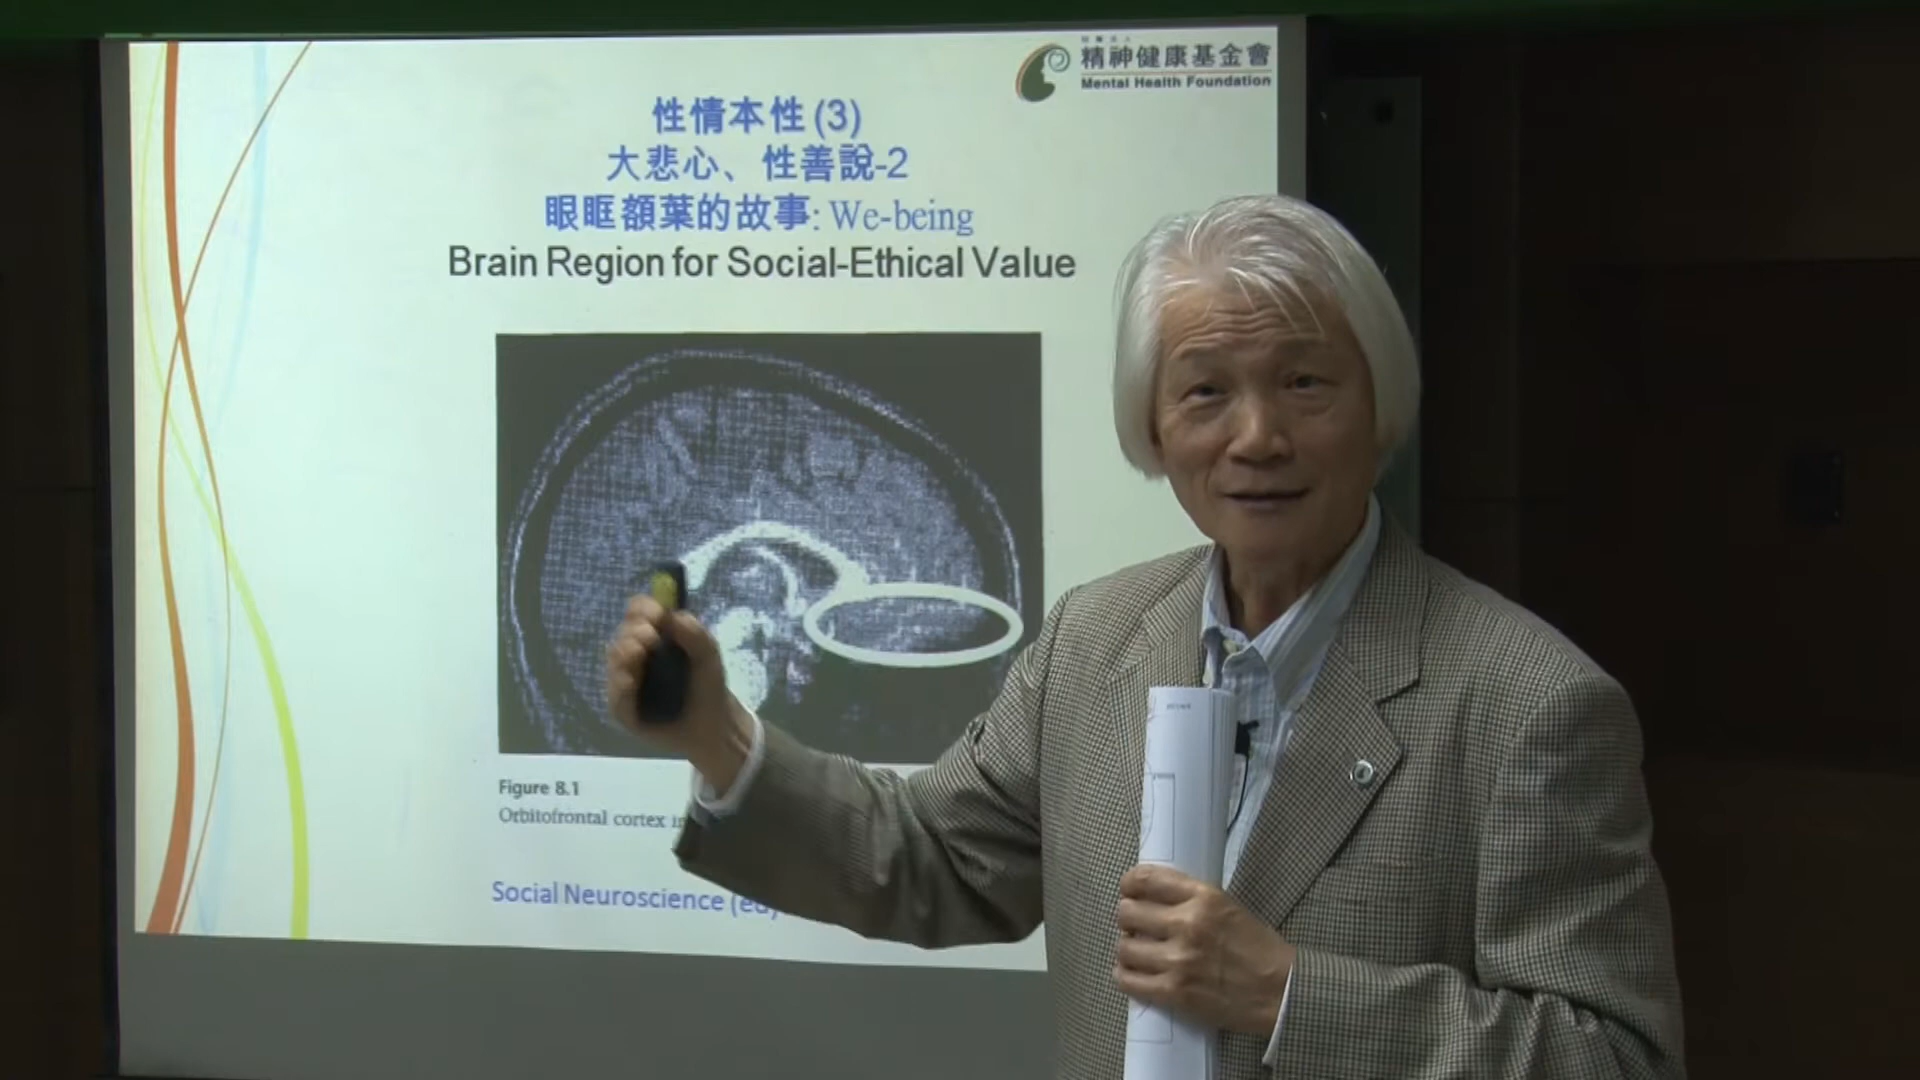 精神健康基金會
Mental Health Foundation
性情本性 (3)
大悲心、性善說-2
眼眶額葉的故事: We-being
Brain Region for Social-Ethical Value
Figure 8.1
Orbitofrontal cortex
Social Neuroscience (ed)